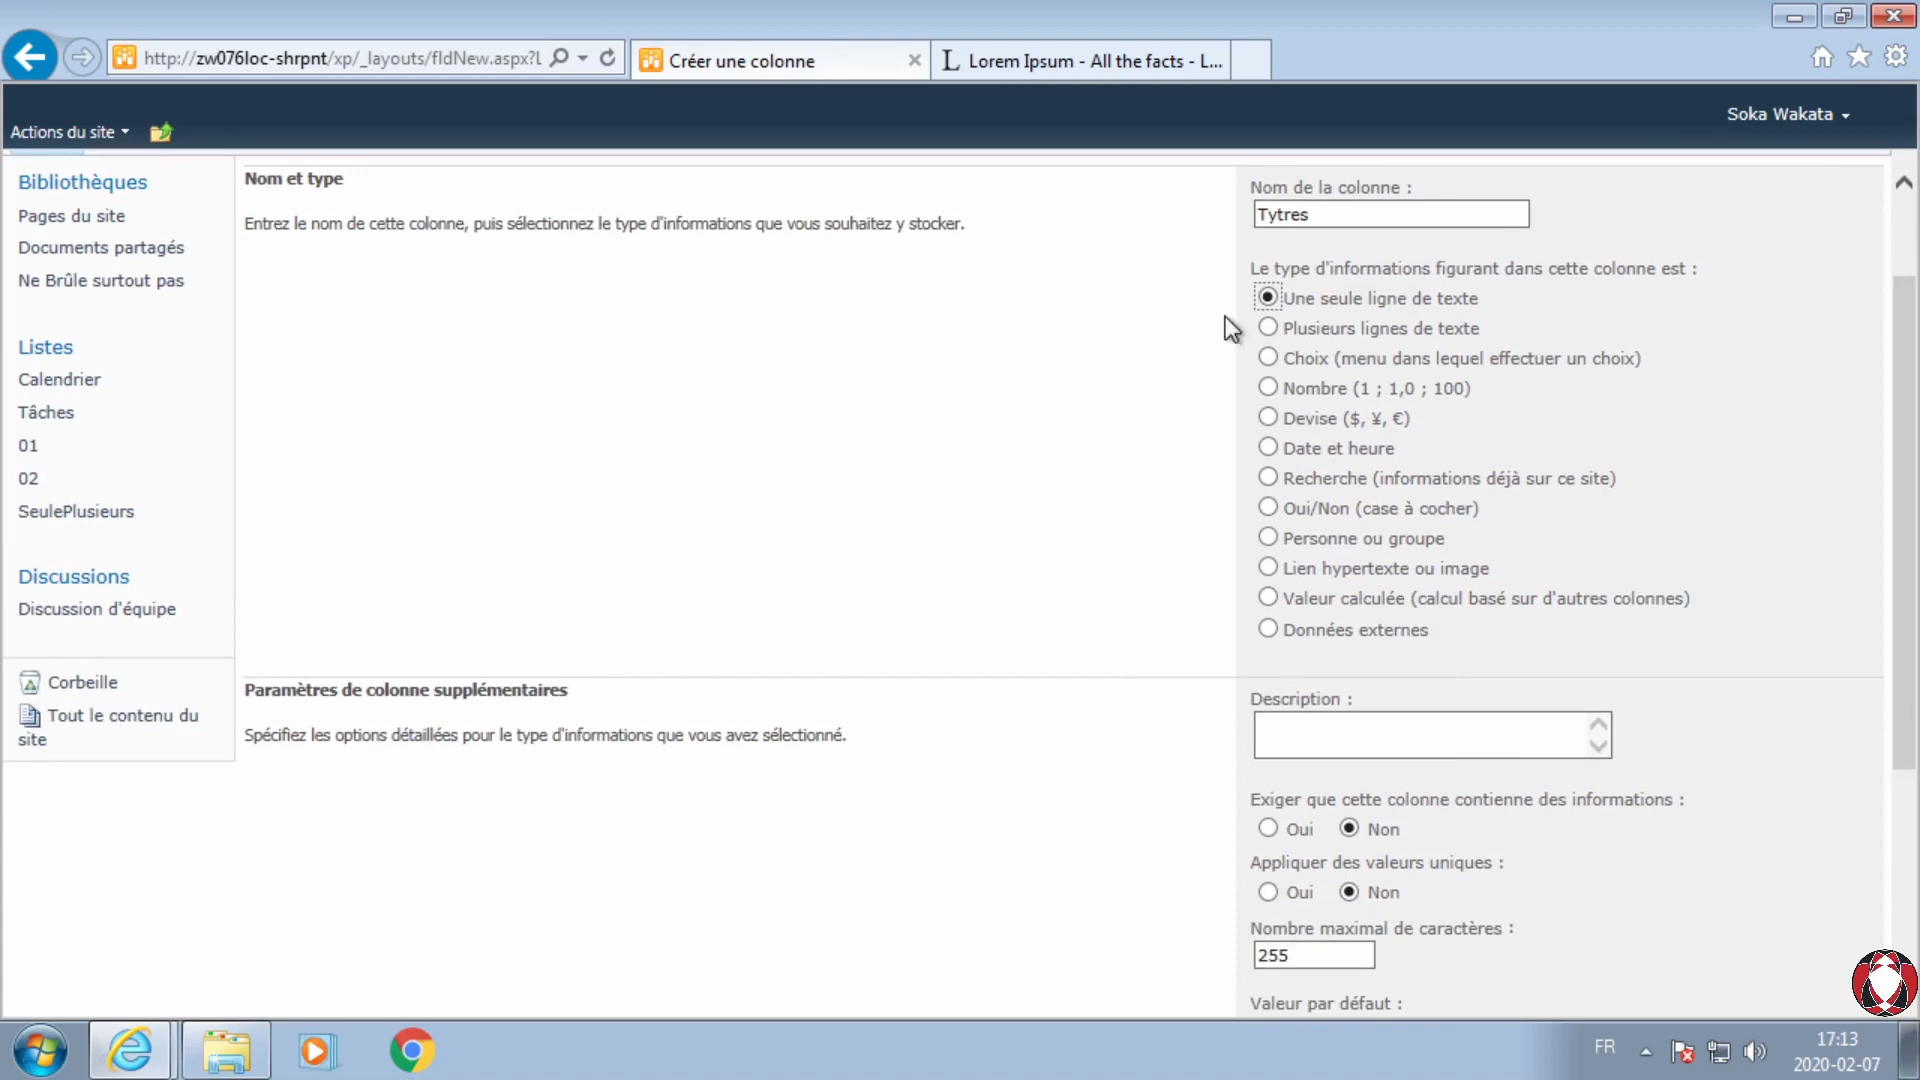 http://zw076loc-shrpnt/xp/_layouts/fldNew.aspx?L
Créer une colonne
Lorem Ipsum - All the facts - L...
Soka Wakata
Actions du site
Bibliothèques
Pages du site
Documents partagés
Ne Brûle surtout pas
Listes
Calendrier
Tâches
01
02
SeulePlusieurs
Discussions
Discussion d'équipe
Corbeille
Tout le contenu du
site
Nom et type
Entrez le nom de cette colonne, puis sélectionnez le type d'informations que vous souhaitez y stocker.
Nom de la colonne :
Tytres
Le type d'informations figurant dans cette colonne est :
Une seule ligne de texte
Plusieurs lignes de texte
Choix (menu dans lequel effectuer un choix)
Nombre (1 ; 1,0 ; 100)
Devise ($, ¥, €)
Date et heure
Recherche (informations déjà sur ce site)
Oui/Non (case à cocher)
Personne ou groupe
Lien hypertexte ou image
Valeur calculée (calcul basé sur d'autres colonnes)
Données externes
Paramètres de colonne supplémentaires
Spécifiez les options détaillées pour le type d'informations que vous avez sélectionné.
Description :
Exiger que cette colonne contienne des informations :
Oui Non
Appliquer des valeurs uniques :
Oui Non
Nombre maximal de caractères :
255
Valeur par défaut :
FR
17:13
2020-02-07